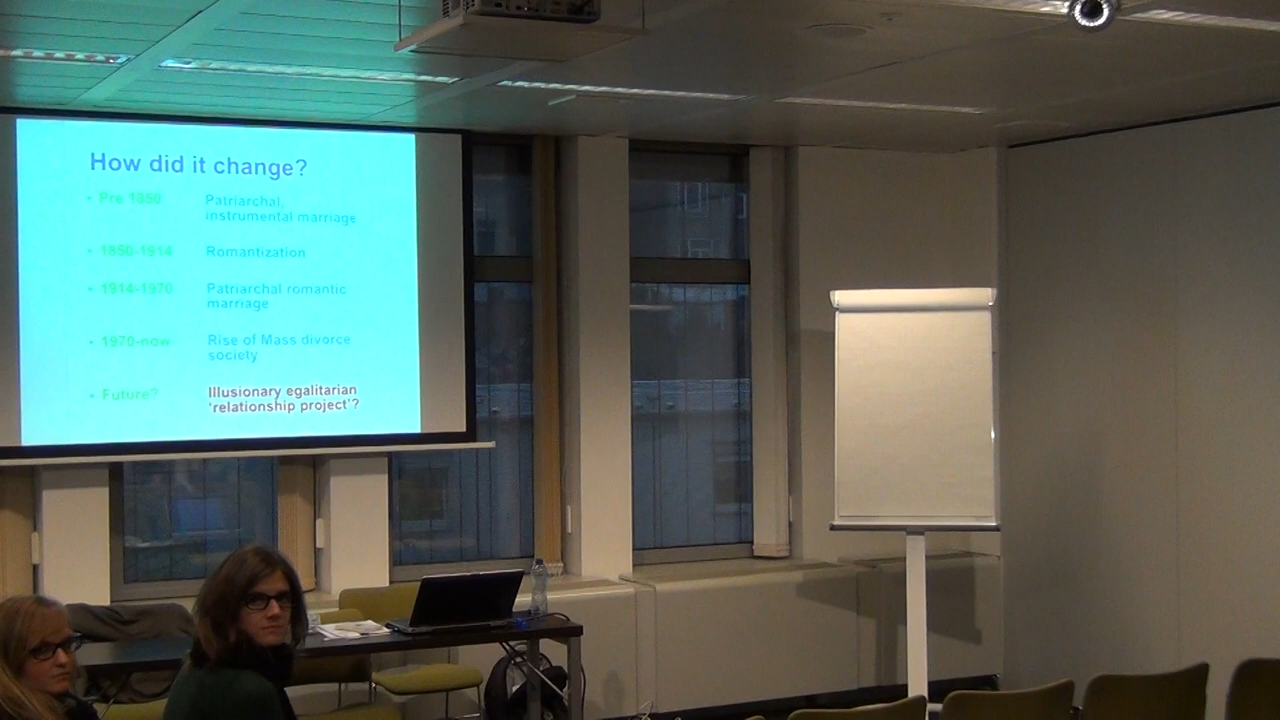 How did it change?
• Pre 1850 Patriarchal,
instrumental marriage
• 1850-1914 Romantization
• 1914-1970 Patriarchal romantic
marriage
• 1970-now Rise of Mass divorce
society
• Future? Illusionary egalitarian
'relationship project'?